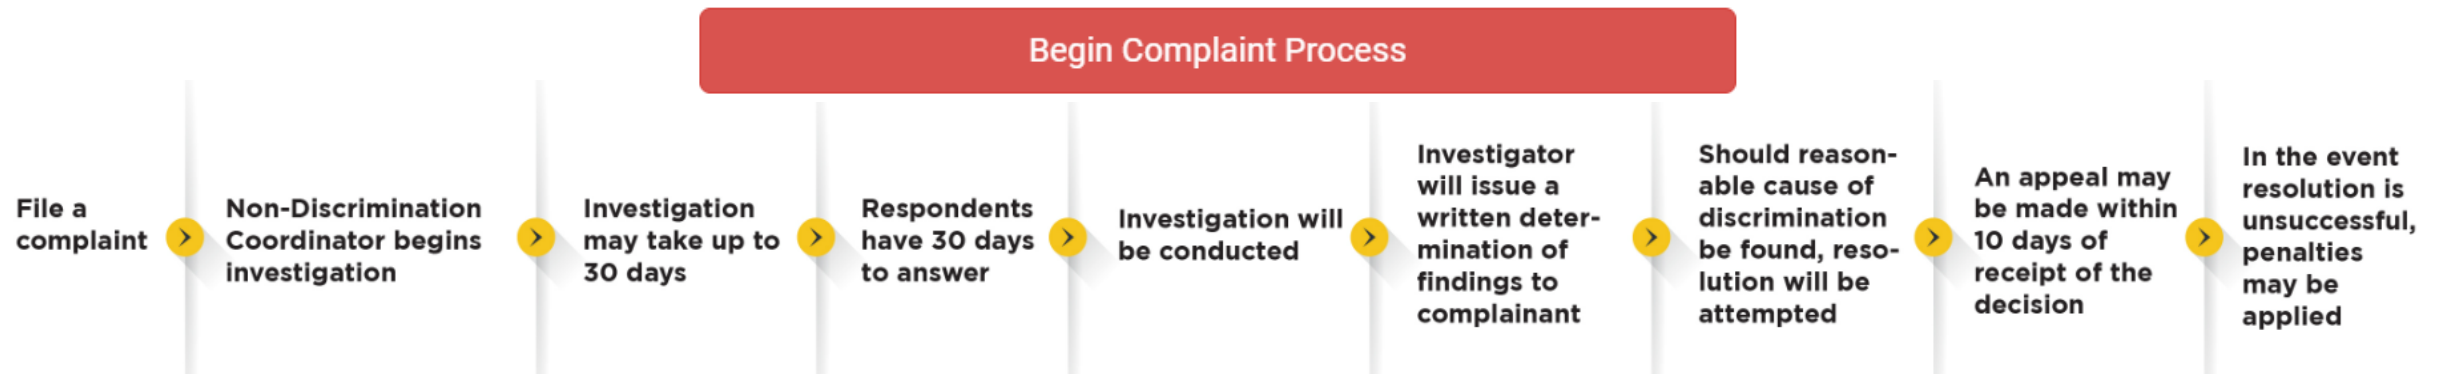 Begin Complaint Process
File a
complaint
Non-Discrimination
Coordinator begins
investigation
Investigation
may take up to
30 days
Respondents
have 30 days
to answer
Investigation will
be conducted
Investigator
will issue a
written deter-
mination of
findings to
complainant
Should reason-
able cause of
discrimination
be found, reso-
lution will be
attempted
An appeal may
be made within
10 days of
receipt of the
decision
In the event
resolution is
unsuccessful,
penalties
may be
applied